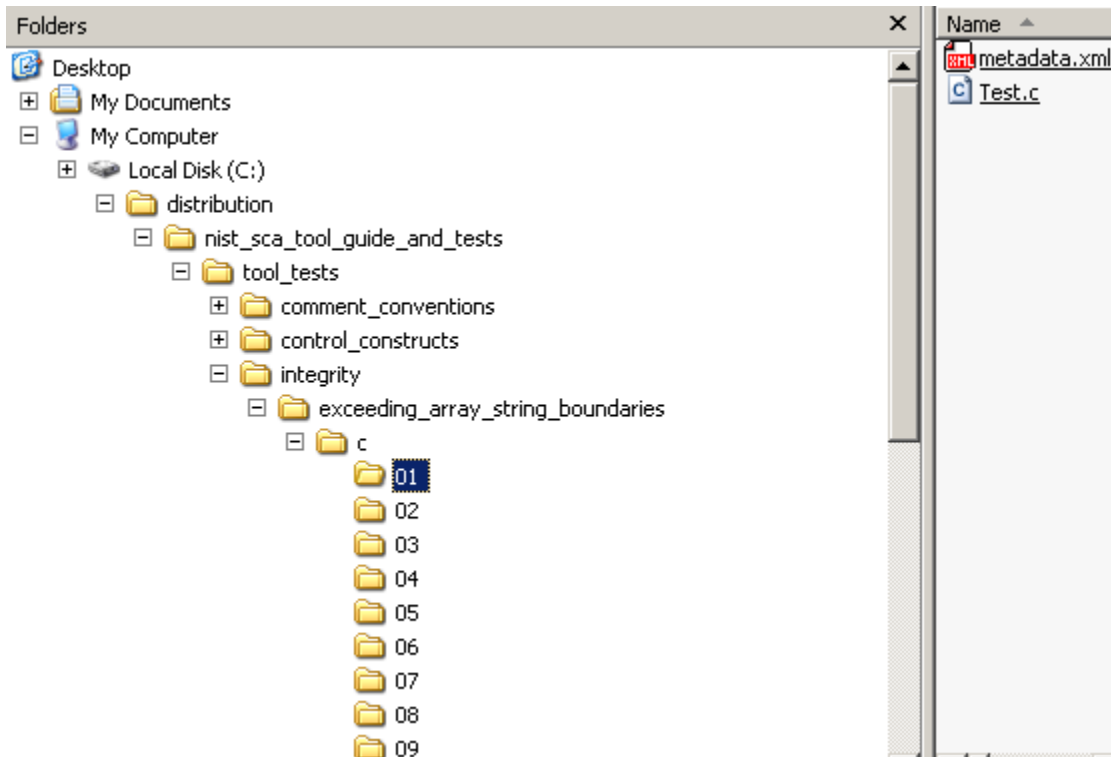 Folders
Desktop
My Documents
My Computer
Local Disk (C:)
distribution
nist_sca_tool_guide_and_tests
tool_tests
comment_conventions
control_constructs
integrity
exceeding_array_string_boundaries
c
01
02
03
04
05
06
07
08
09
Name
metadata.xml
Test.c